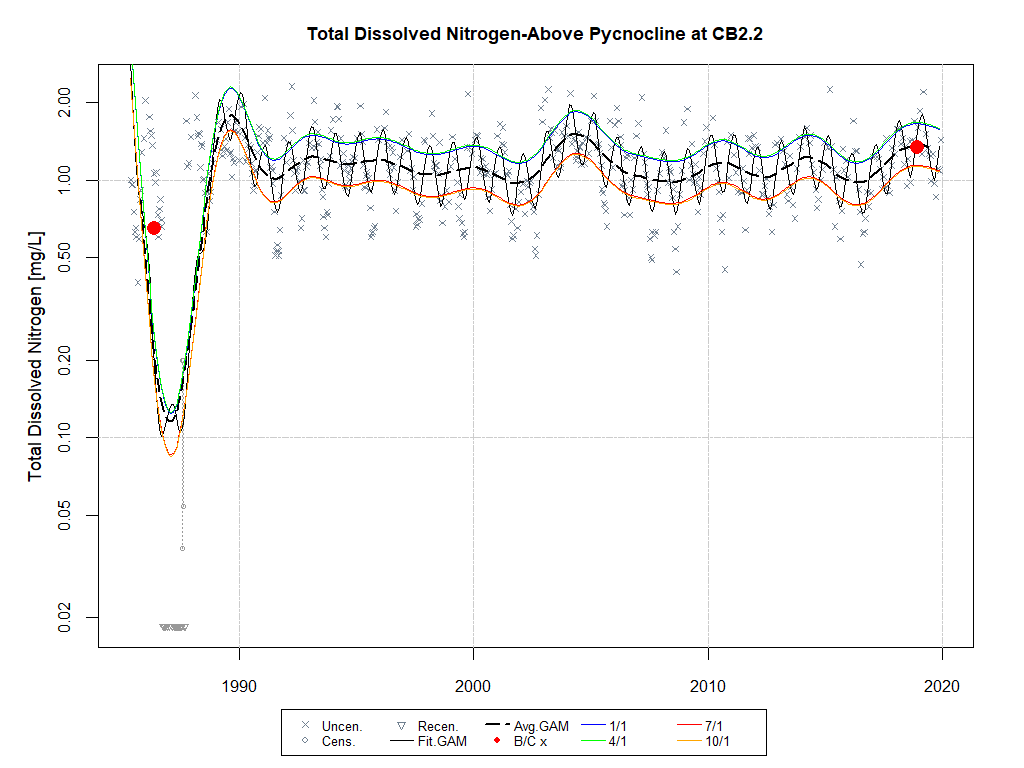 Total Dissolved Nitrogen-Above Pycnocline at CB2.2
Total Dissolved Nitrogen [mg/L]
2.00
1.00
0.50
0.20
0.10
0.05
0.02
1990 2000 2010 2020
Uncen. Recen. Avg.GAM 1/1 7/1
Cens. Fit.GAM B/C x 4/1 10/1